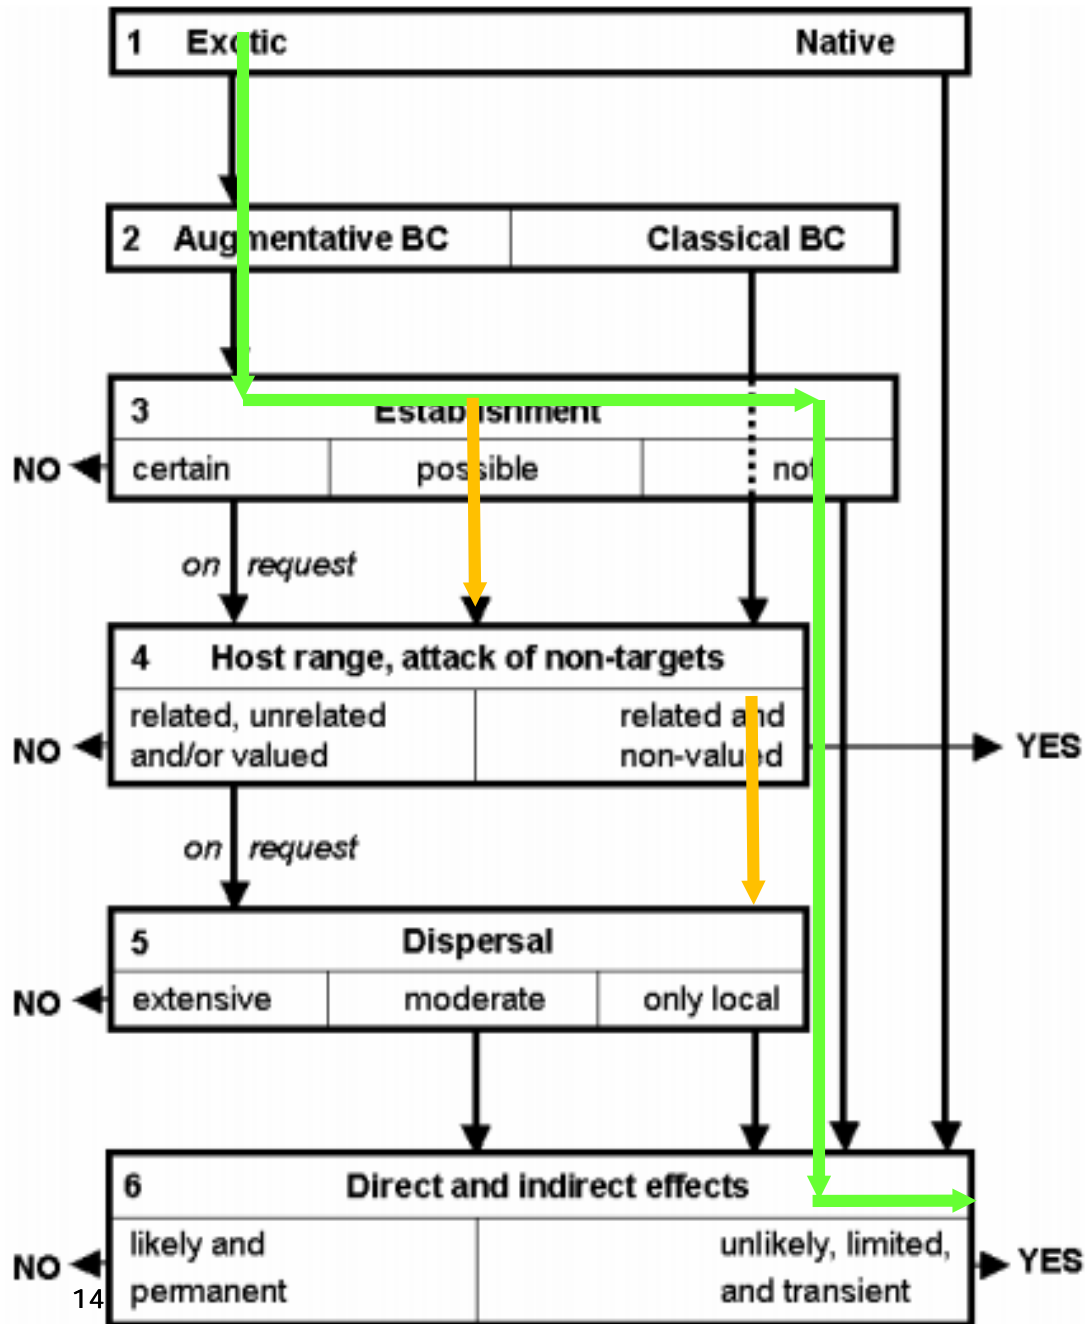 1 Exotic Native
2 Augmentative BC Classical BC
3 Establishment
NO certain possible not
on request
4 Host range, attack of non-targets
related, unrelated related and
NO and/or valued non-valued YES
on request
5 Dispersal
NO extensive moderate only local
6 Direct and indirect effects
likely and unlikely, limited,
NO permanent and transient YES
14